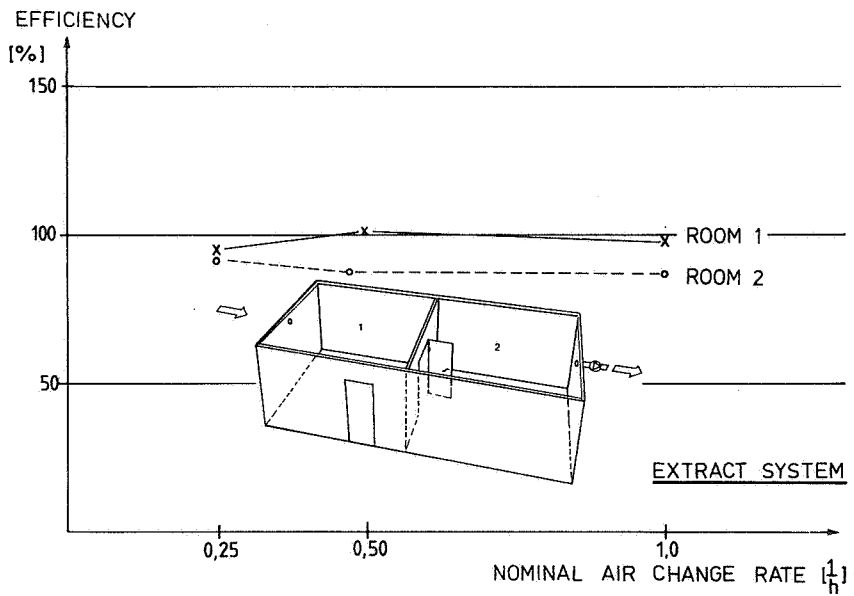 EFFICIENCY
[%]
150
100
ROOM 1
ROOM 2
1
2
50
EXTRACT SYSTEM
0,25
0,50
1,0
NOMINAL AIR CHANGE RATE [1/h]